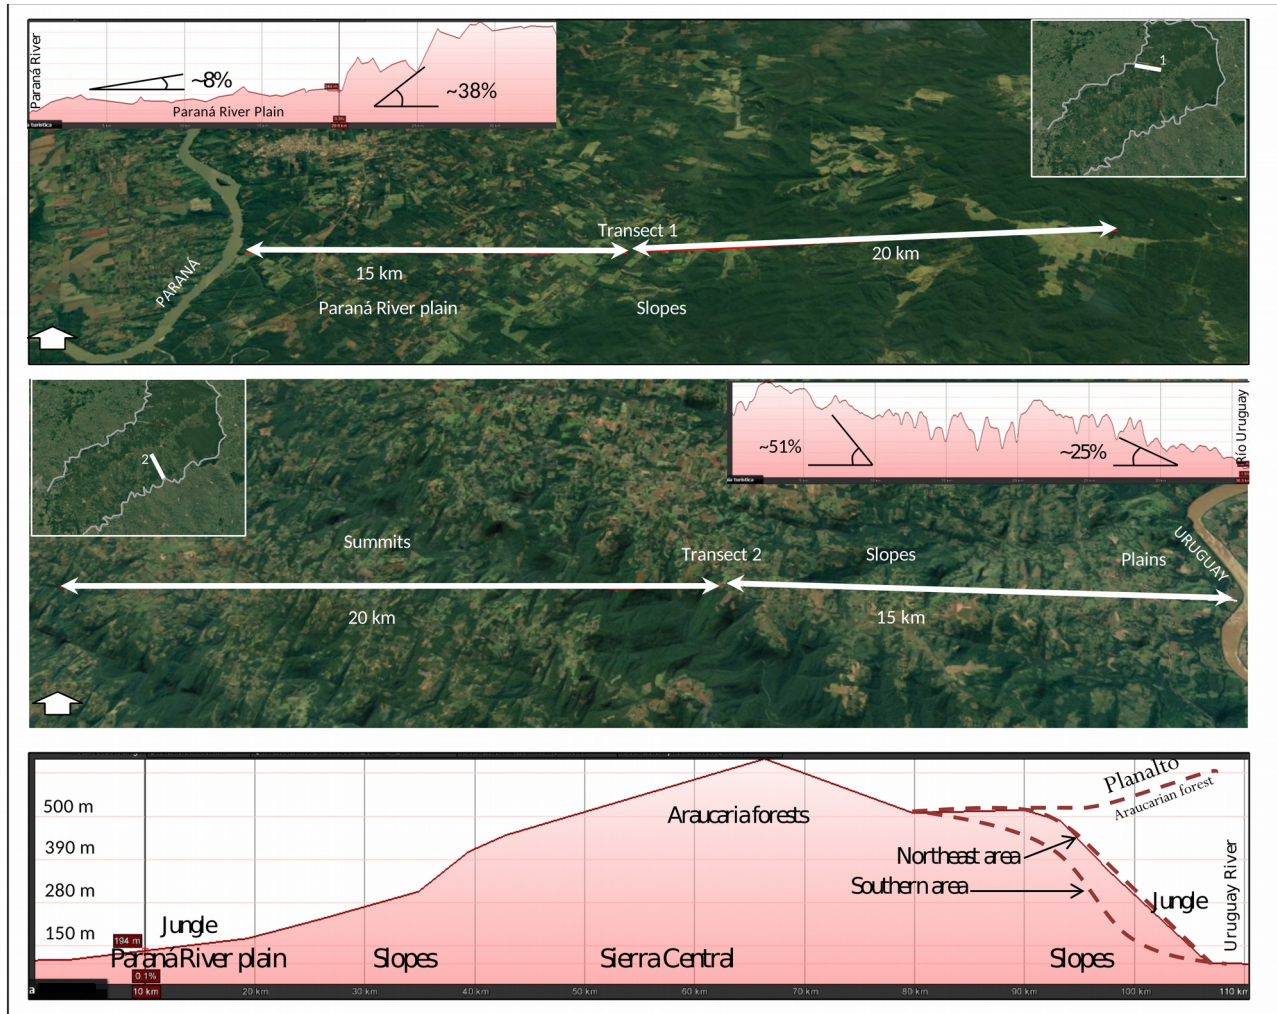 Paraná River
~8%
~38%
Paraná River Plain
a turística
1
Transect 1
15 km
20 km
PARANÁ
Paraná River plain
Slopes
2
~51%
~25%
Río Uruguay
Summits
Transect 2
Slopes
Plains
URUGUAY
20 km
15 km
Planalto
Araucarian forest
500 m
Araucaria forests
390 m
Northeast area
280 m
Southern area
Jungle
Uruguay River
Jungle
150 m
194 m
Paraná River plain
Slopes
Sierra Central
Slopes
0.1%
a
10 km
20 km
30 km
40 km
50 km
60 km
70 km
80 km
90 km
100 km
110 km